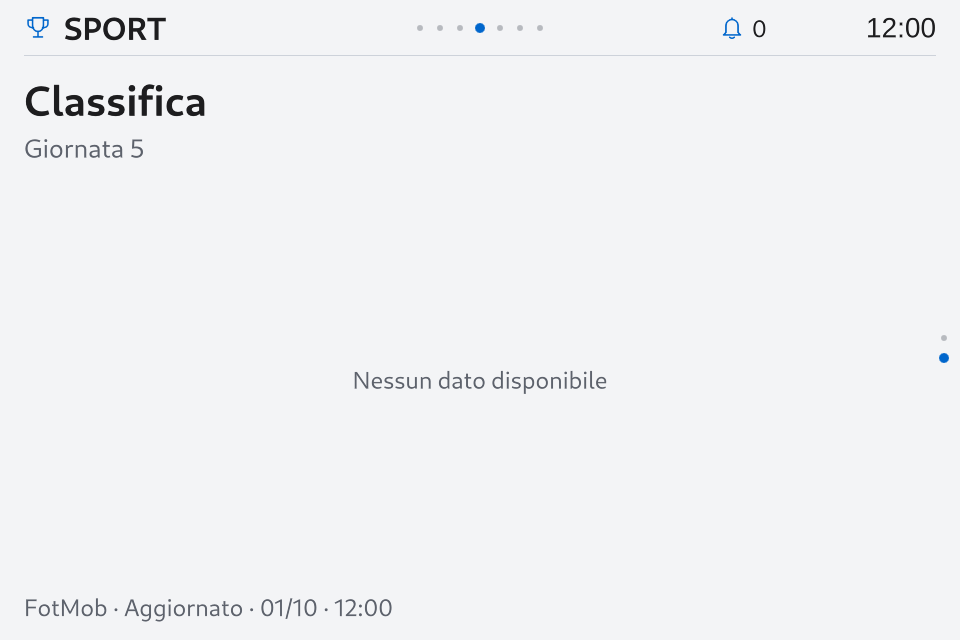 SPORT
0
12:00
Classifica
Giornata 5
Nessun dato disponibile
FotMob · Aggiornato · 01/10 · 12:00